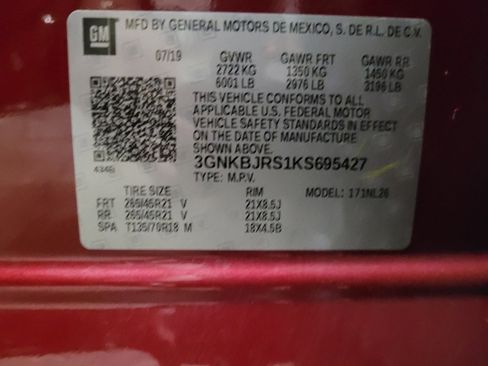 GM
MFD BY GENERAL MOTORS DE MEXICO, S. DE R.L. DE C.V.
07/19 GVWR GAWR FRT GAWR RR
2722 KG 1350 KG 1450 KG
6001 LB 2976 LB 3196 LB
THIS VEHICLE CONFORMS TO ALL
APPLICABLE U.S. FEDERAL MOTOR
VEHICLE SAFETY STANDARDS IN EFFECT
ON THE DATE OF MANUFACTURE
SHOWN ABOVE.
3GNKBJRS1KS695427
TYPE: M.P.V.
TIRE SIZE RIM MODEL: 171NL26
FRT 265/45R21 V 21X8.5J
RR 265/45R21 V 21X8.5J
SPA T135/70R18 M 18X4.5B